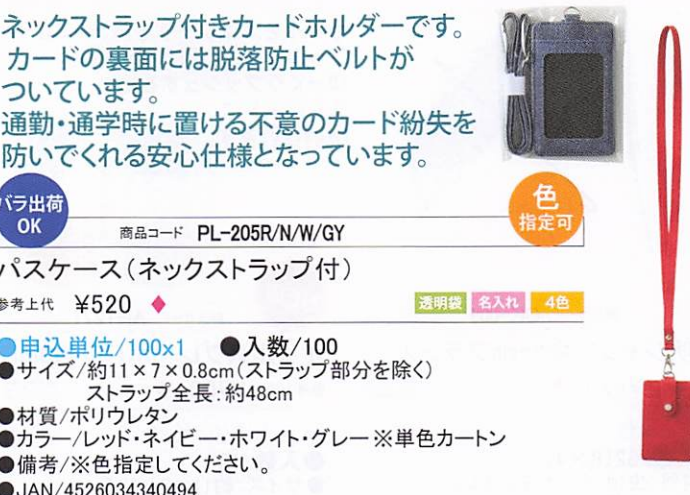 ネックストラップ付きカードホルダーです。
カードの裏面には脱落防止ベルトが
ついています。
通勤・通学時に置ける不意のカード紛失を
防いでくれる安心仕様となっています。
バラ出荷
OK
色
指定可
商品コード PL-205R/N/W/GY
パスケース(ネックストラップ付)
参考上代 ¥520 ♦
透明袋 名入れ 4色
●申込単位/100x1 ●入数/100
●サイズ/約11×7×0.8cm(ストラップ部分を除く)
ストラップ全長:約48cm
●材質/ポリウレタン
●カラー/レッド・ネイビー・ホワイト・グレー ※単色カートン
●備考/※色指定してください。
●JAN/4526034340494